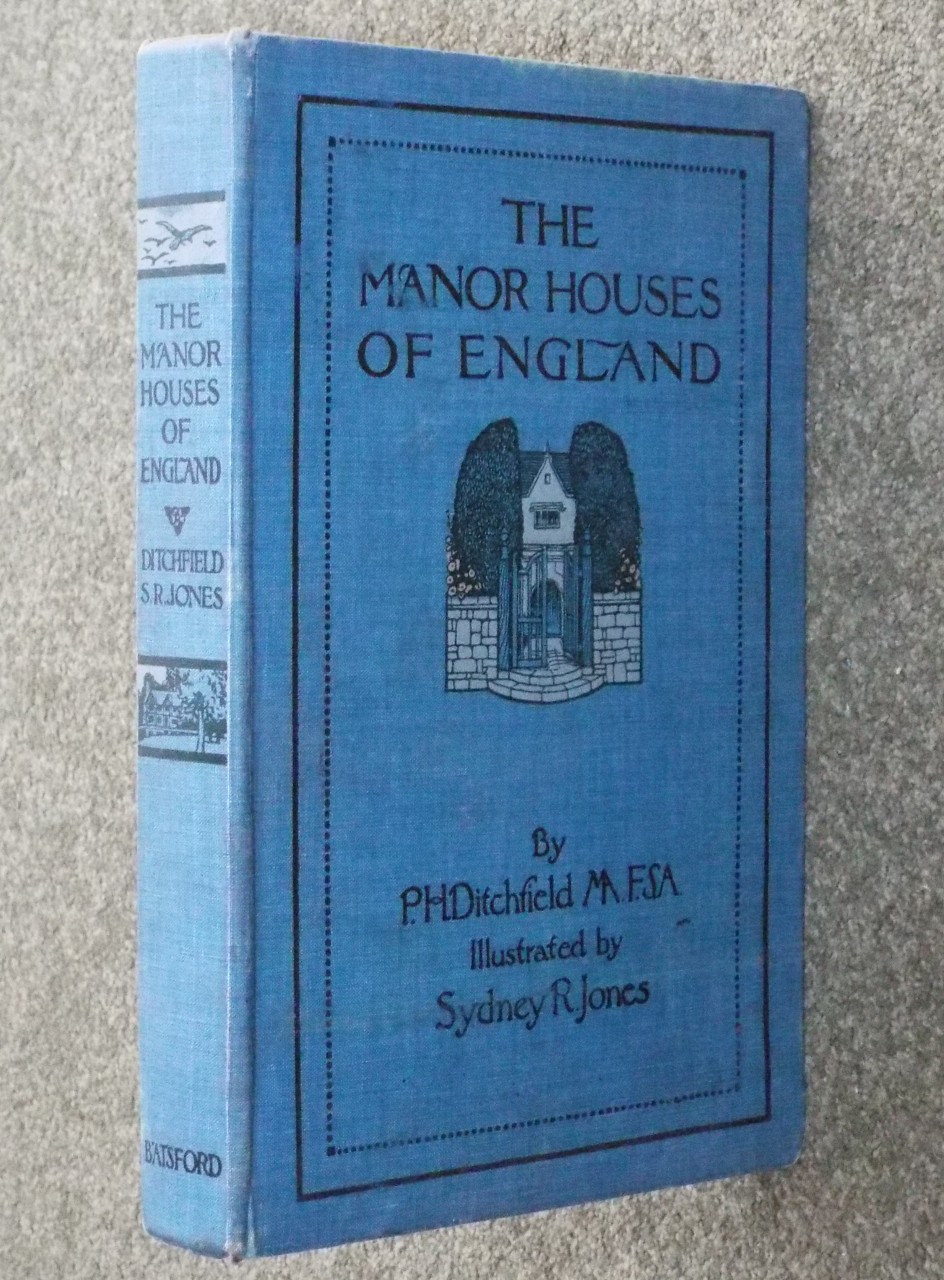 THE
MANOR
HOUSES
OF
ENGLAND
&
DITCHFIELD
S.R.JONES
BATSFORD
THE
MANOR HOUSES
OF ENGLAND
By
P.H.Ditchfield M.A. F.S.A.
Illustrated by
Sydney R.Jones